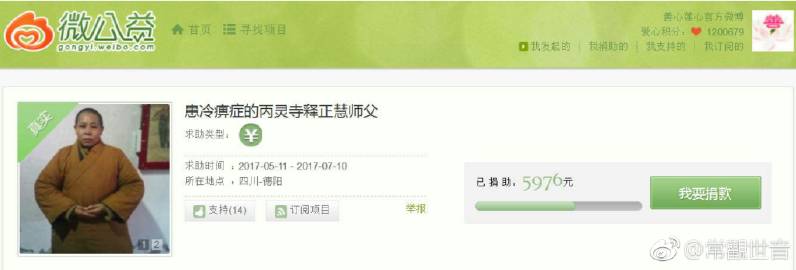 微公益
gongyi.weibo.com
首页 寻找项目
善心莲心官方微博
爱心积分： 1200679
我发起的 | 我捐助的 | 我支持的 | 我订阅的
真实
患冷痹症的丙灵寺释正慧师父
求助类型： ¥
求助时间 ：2017-05-11 - 2017-07-10
所在地点 ：四川-德阳
支持(14) 订阅项目 举报
1 2
已捐助：5976元
我要捐款
@常觀世音